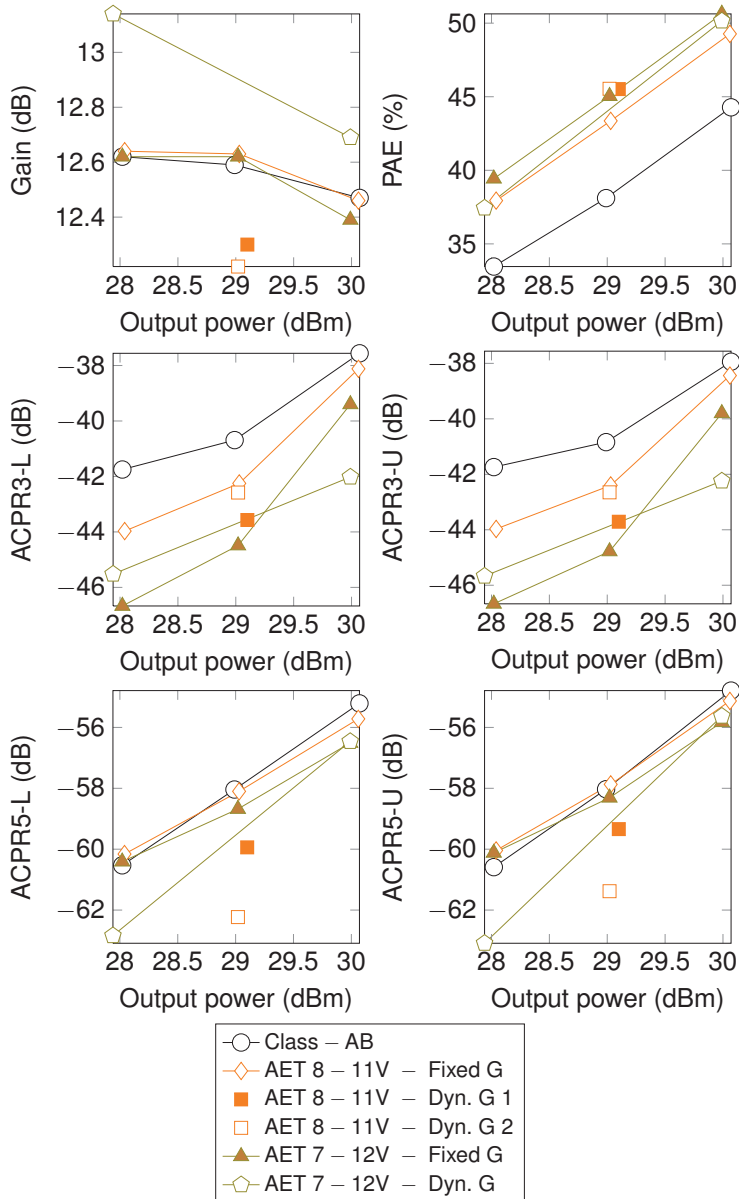 13
12.8
12.6
12.4
Gain (dB)
28 28.5 29 29.5 30
Output power (dBm)
50
45
40
35
PAE (%)
28 28.5 29 29.5 30
Output power (dBm)
−38
−40
−42
−44
−46
ACPR3-L (dB)
28 28.5 29 29.5 30
Output power (dBm)
−38
−40
−42
−44
−46
ACPR3-U (dB)
28 28.5 29 29.5 30
Output power (dBm)
−56
−58
−60
−62
ACPR5-L (dB)
28 28.5 29 29.5 30
Output power (dBm)
−56
−58
−60
−62
ACPR5-U (dB)
28 28.5 29 29.5 30
Output power (dBm)
Class − AB
AET 8 − 11V − Fixed G
AET 8 − 11V − Dyn. G 1
AET 8 − 11V − Dyn. G 2
AET 7 − 12V − Fixed G
AET 7 − 12V − Dyn. G